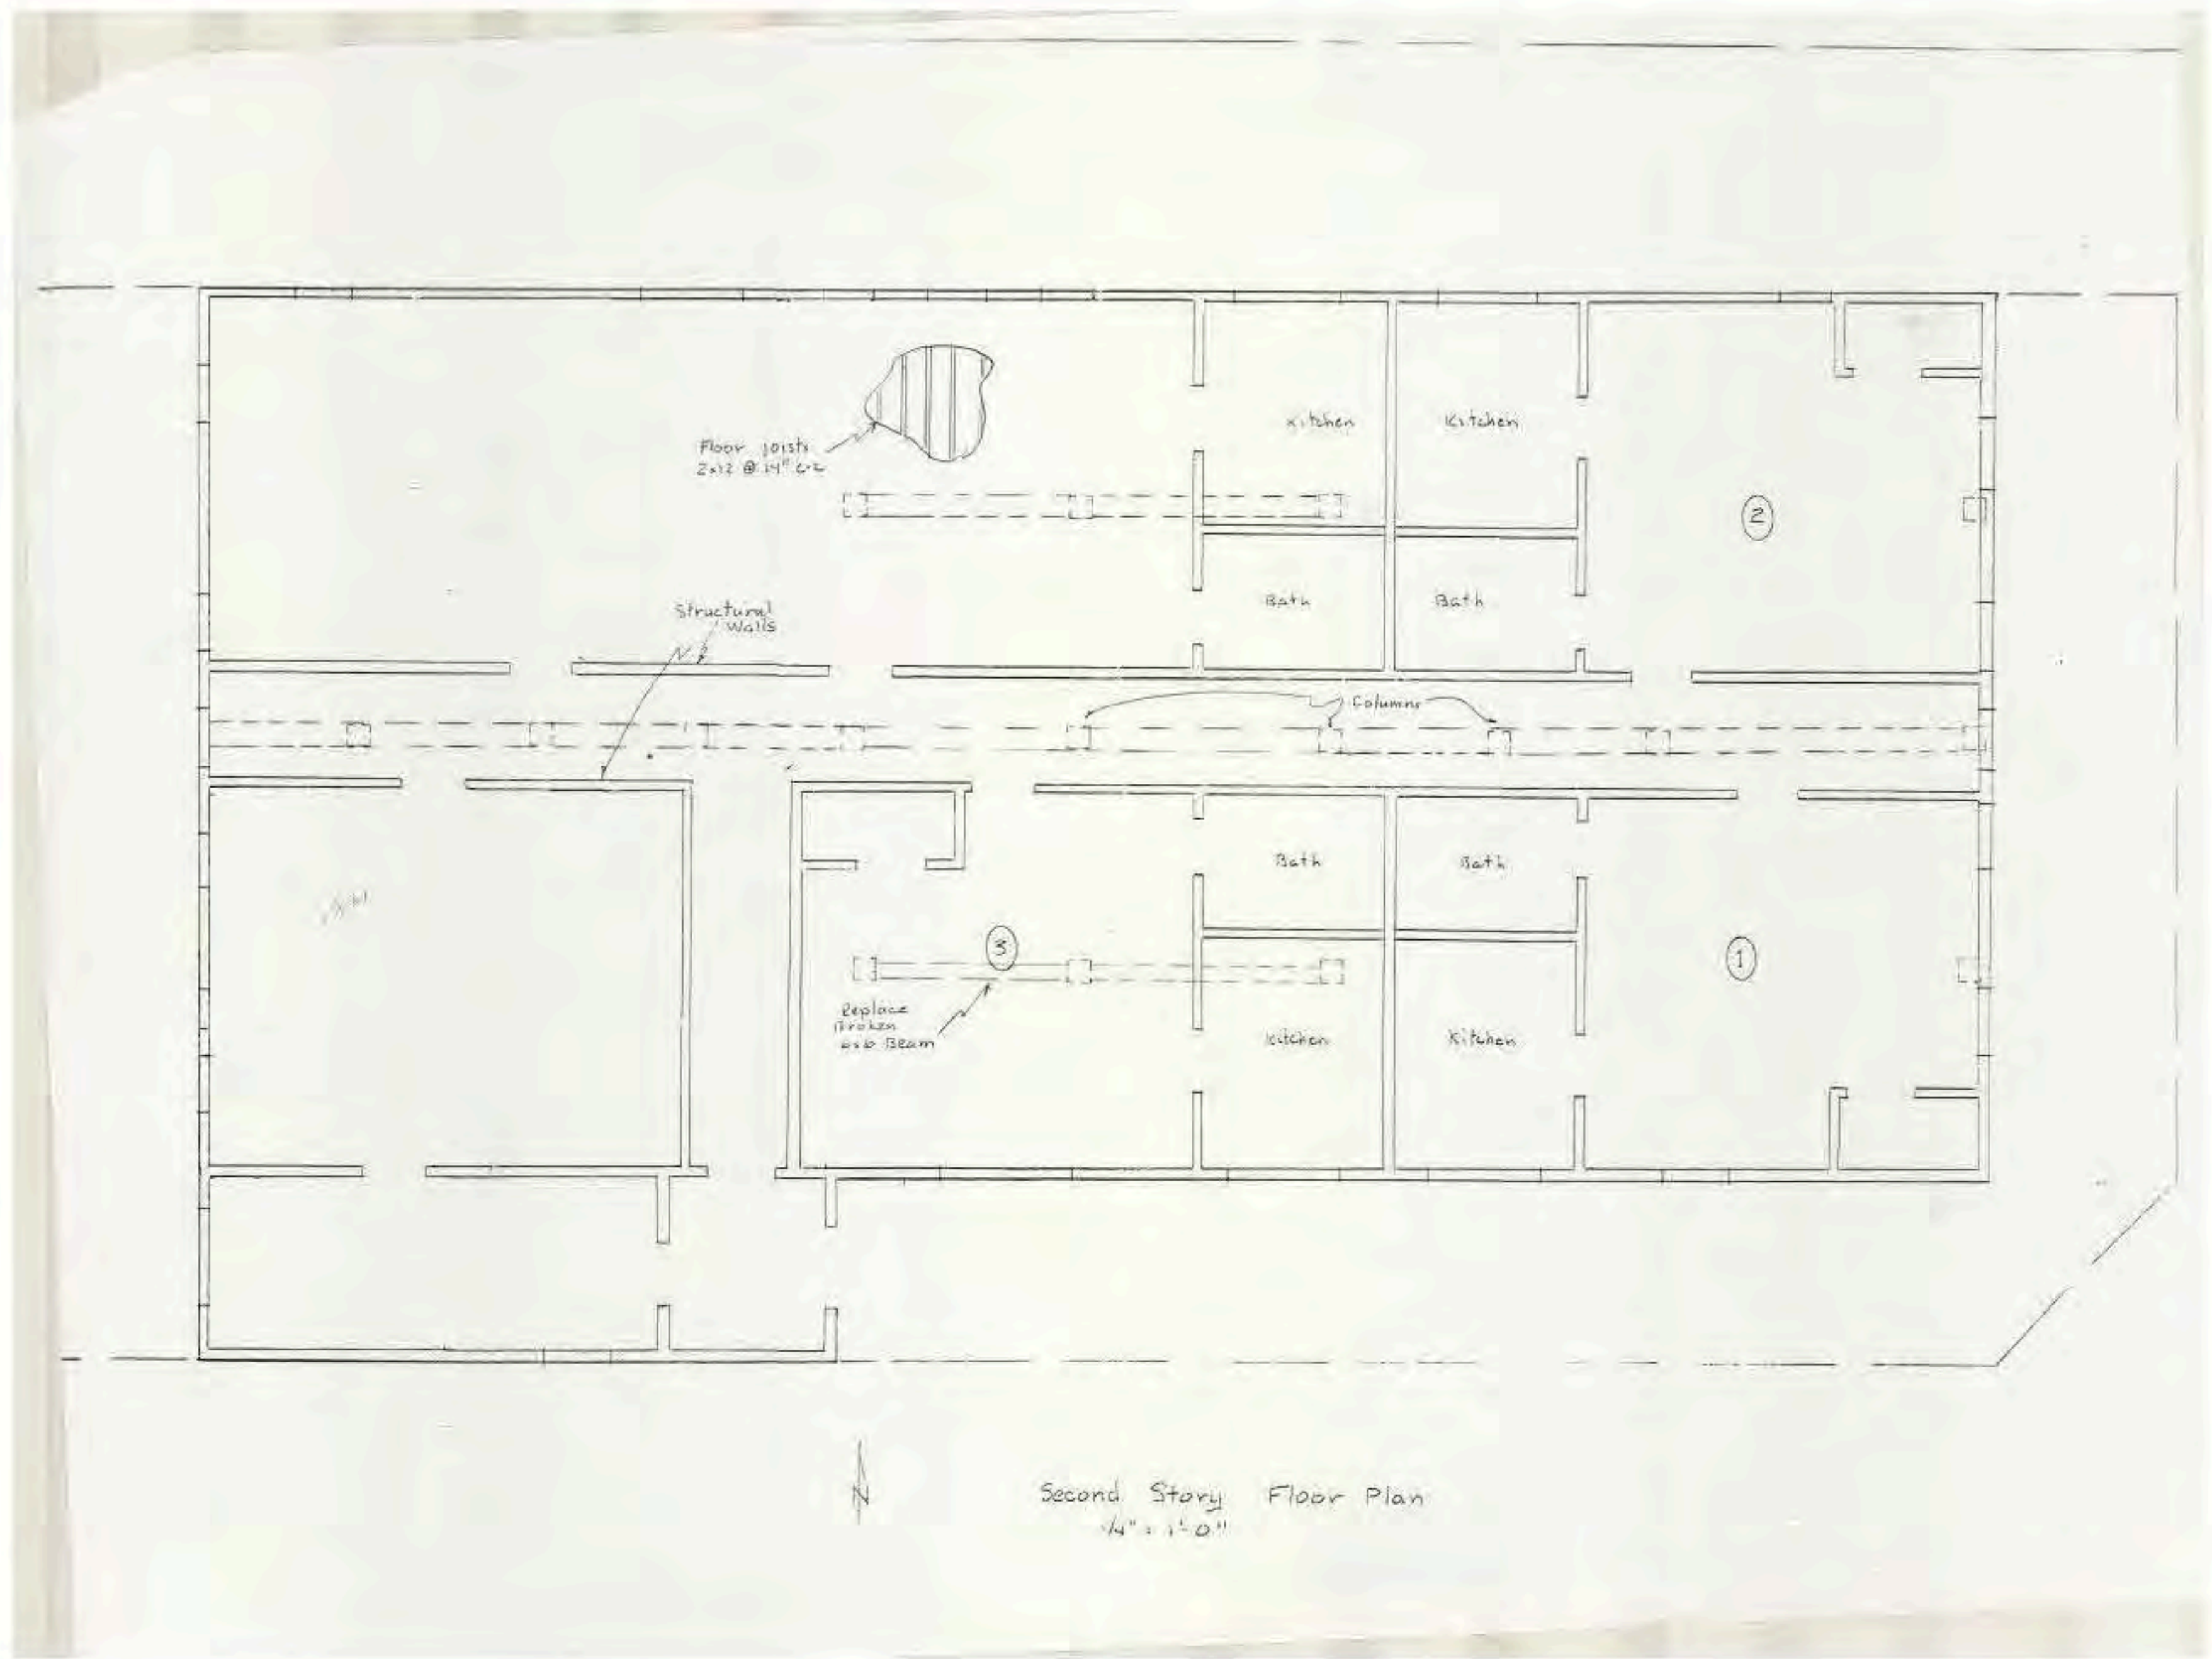 Kitchen
Kitchen
Floor joists
2x12 @ 14" c-c
2
Structural
Walls
Bath
Bath
Columns
Bath
Bath
3
1
Replace
Broken
6x6 Beam
Kitchen
Kitchen
N
Second Story Floor Plan
1/4" = 1'-0"